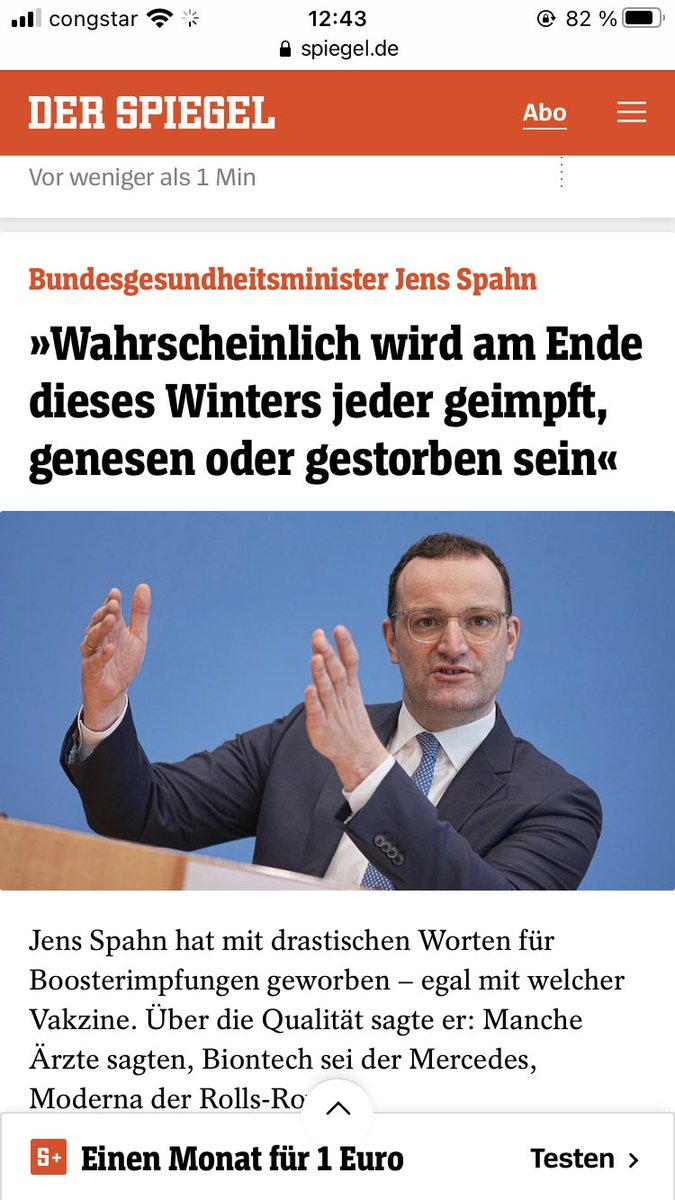 congstar 12:43 82 %
spiegel.de
DER SPIEGEL Abo
Vor weniger als 1 Min
Bundesgesundheitsminister Jens Spahn
»Wahrscheinlich wird am Ende
dieses Winters jeder geimpft,
genesen oder gestorben sein«
Jens Spahn hat mit drastischen Worten für
Boosterimpfungen geworben – egal mit welcher
Vakzine. Über die Qualität sagte er: Manche
Ärzte sagten, Biontech sei der Mercedes,
Moderna der
S+ Einen Monat für 1 Euro Testen